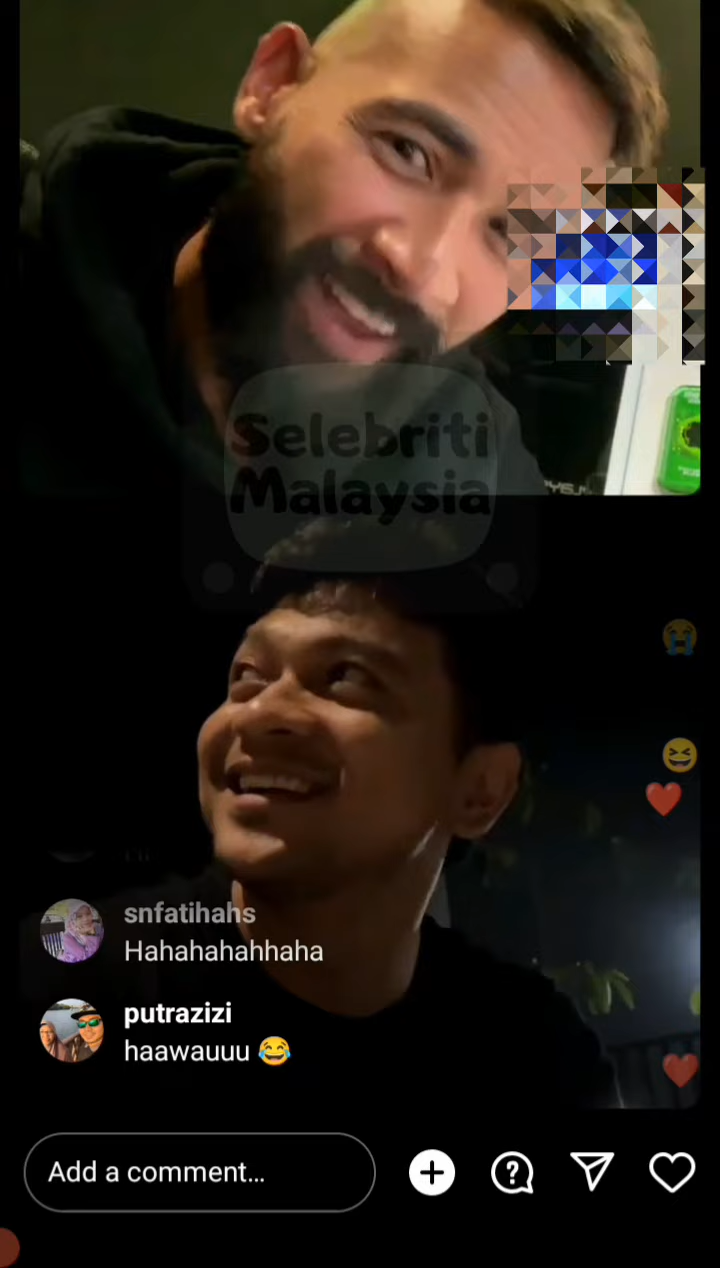 Selebriti
Malaysia
snfatihahs
Hahahahahhaha
putrazizi
haawauuu 😂
Add a comment...